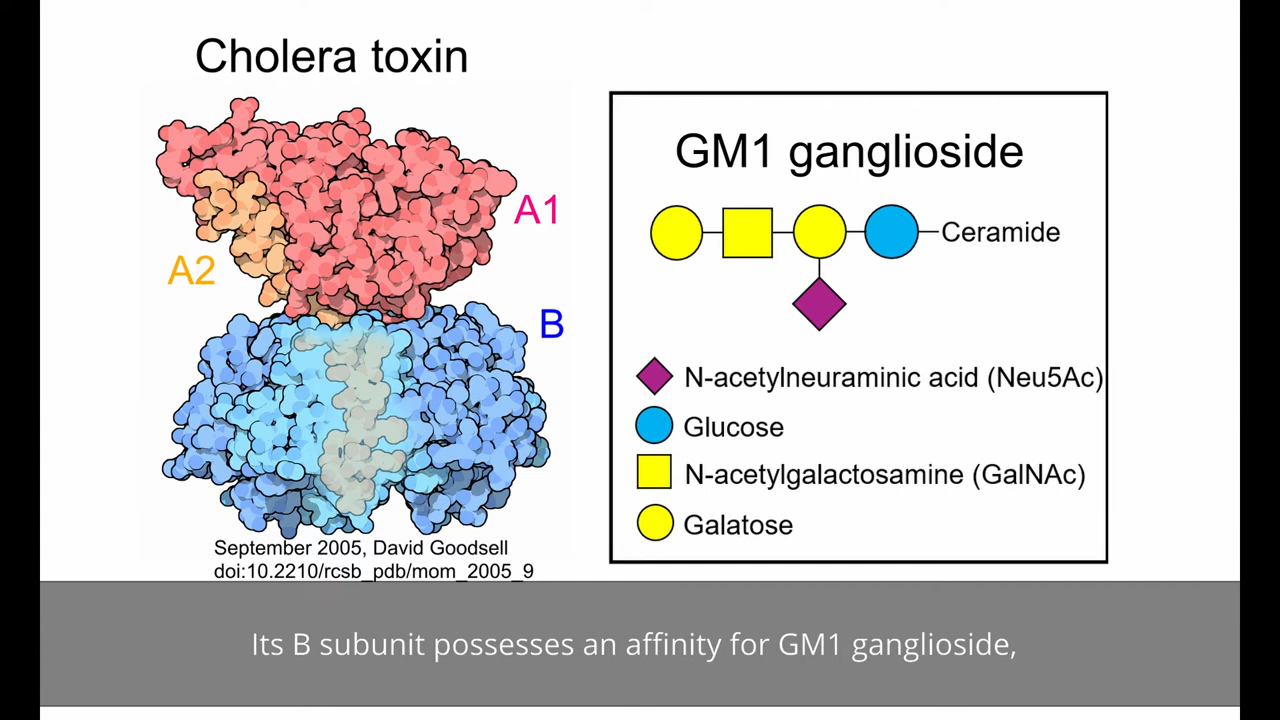 Cholera toxin
A1
A2
B
September 2005, David Goodsell
doi:10.2210/rcsb_pdb/mom_2005_9
GM1 ganglioside
Ceramide
N-acetylneuraminic acid (Neu5Ac)
Glucose
N-acetylgalactosamine (GalNAc)
Galatose
Its B subunit possesses an affinity for GM1 ganglioside,